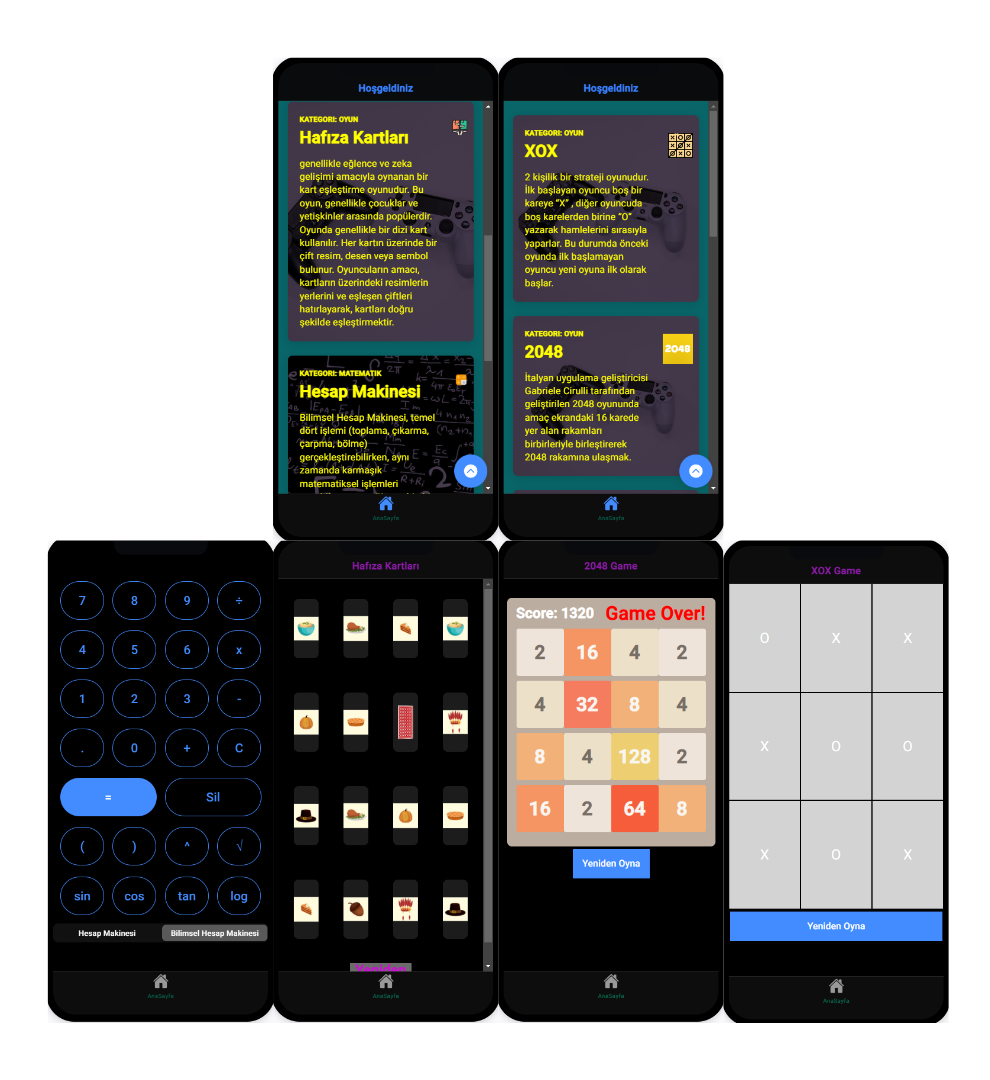 Hoşgeldiniz
KATEGORI: OYUN
Hafıza Kartları
genellikle eğlence ve zeka
gelişimi amacıyla oynanan bir
kart eşleştirme oyunudur. Bu
oyun, genellikle çocuklar ve
yetişkinler arasında popülerdir.
Oyunda genellikle bir dizi kart
kullanılır. Her kartın üzerinde bir
çift resim, desen veya sembol
bulunur. Oyuncuların amacı,
kartların üzerindeki resimlerin
yerlerini ve eşleşen çiftleri
hatırlayarak, kartları doğru
şekilde eşleştirmektir.
KATEGORI: MATEMATIK
Hesap Makinesi
Bilimsel Hesap Makinesi, temel
dört işlemi (toplama, çıkarma,
çarpma, bölme)
gerçekleştirebilirken, aynı
zamanda karmaşık
matematiksel işlemleri
AnaSayfa
Hoşgeldiniz
KATEGORI: OYUN
XOX
2 kişilik bir strateji oyunudur.
İlk başlayan oyuncu boş bir
kareye “X” , diğer oyuncuda
boş karelerden birine “O”
yazarak hamlelerini sırasıyla
yaparlar. Bu durumda önceki
oyunda ilk başlamayan
oyuncu yeni oyuna ilk olarak
başlar.
KATEGORI: OYUN
2048
2048
İtalyan uygulama geliştiricisi
Gabriele Cirulli tarafından
geliştirilen 2048 oyununda
amaç ekrandaki 16 karede
yer alan rakamları
birbirleriyle birleştirerek
2048 rakamına ulaşmak.
AnaSayfa
7 8 9 ÷
4 5 6 x
1 2 3 -
. 0 + C
= Sil
( ) ^ √
sin cos tan log
Hesap Makinesi Bilimsel Hesap Makinesi
AnaSayfa
Hafıza Kartları
AnaSayfa
2048 Game
Score: 1320 Game Over!
2 16 4 2
4 32 8 4
8 4 128 2
16 2 64 8
Yeniden Oyna
AnaSayfa
XOX Game
O X X
X O O
X O X
Yeniden Oyna
AnaSayfa